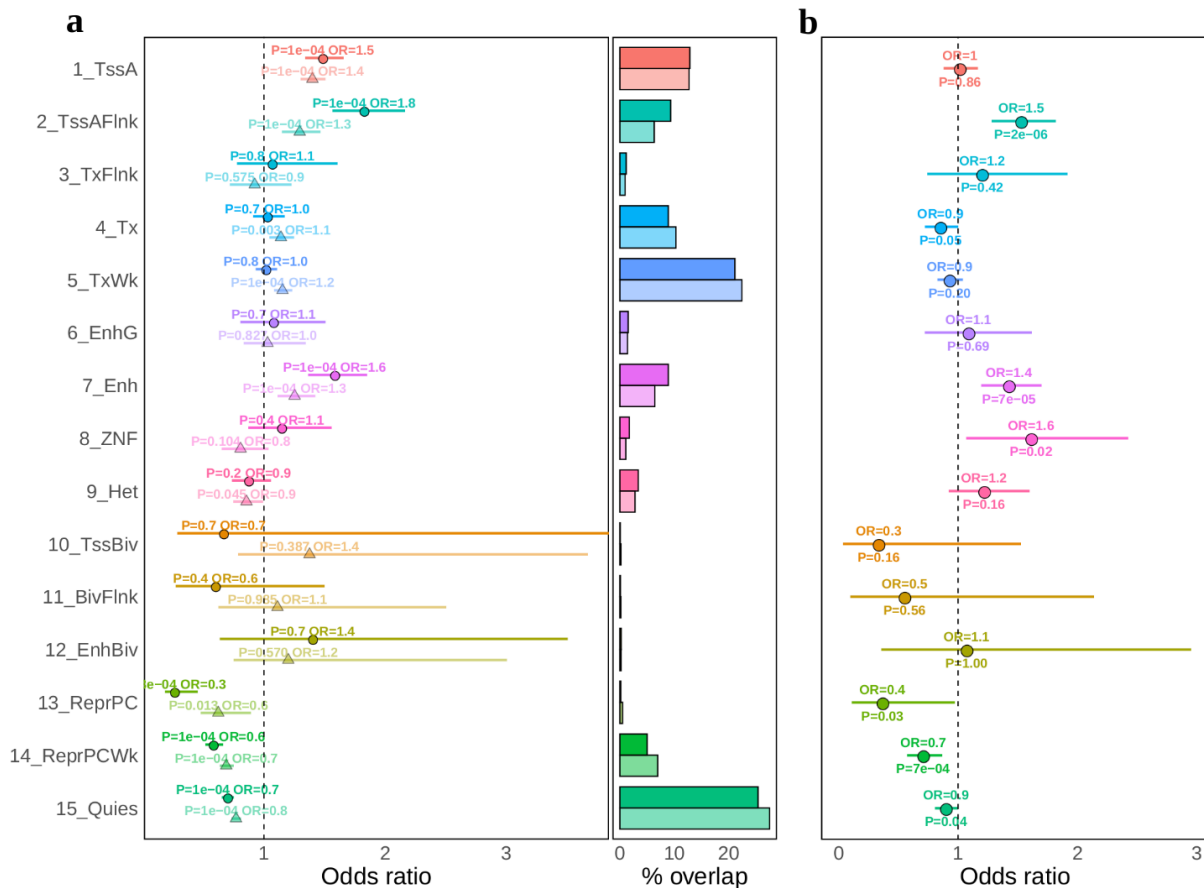 a
b
1_TssA
P=1e−04 OR=1.5
P=1e−04 OR=1.4
OR=1
P=0.86
2_TssAFlnk
P=1e−04 OR=1.8
P=1e−04 OR=1.3
OR=1.5
P=2e−06
3_TxFlnk
P=0.8 OR=1.1
P=0.575 OR=0.9
OR=1.2
P=0.42
4_Tx
P=0.7 OR=1.0
P=0.003 OR=1.1
OR=0.9
P=0.05
5_TxWk
P=0.8 OR=1.0
P=1e−04 OR=1.2
OR=0.9
P=0.20
6_EnhG
P=0.7 OR=1.1
P=0.827 OR=1.0
OR=1.1
P=0.69
7_Enh
P=1e−04 OR=1.6
P=1e−04 OR=1.3
OR=1.4
P=7e−05
8_ZNF
P=0.4 OR=1.1
P=0.104 OR=0.8
OR=1.6
P=0.02
9_Het
P=0.2 OR=0.9
P=0.045 OR=0.9
OR=1.2
P=0.16
10_TssBiv
P=0.7 OR=0.7
P=0.387 OR=1.4
OR=0.3
P=0.16
11_BivFlnk
P=0.4 OR=0.6
OR=1.1
OR=0.5
P=0.56
12_EnhBiv
P=0.7 OR=1.4
P=0.570 OR=1.2
OR=1.1
P=1.00
13_ReprPC
e−04 OR=0.3
P=0.013
OR=0.4
P=0.03
14_ReprPCWk
P=1e−04 OR=0.6
P=1e−04 OR=0.7
OR=0.7
P=7e−04
15_Quies
P=1e−04 OR=0.7
P=1e−04 OR=0.8
OR=0.9
P=0.04
1 2 3
0 10 20
0 1 2 3
Odds ratio
% overlap
Odds ratio